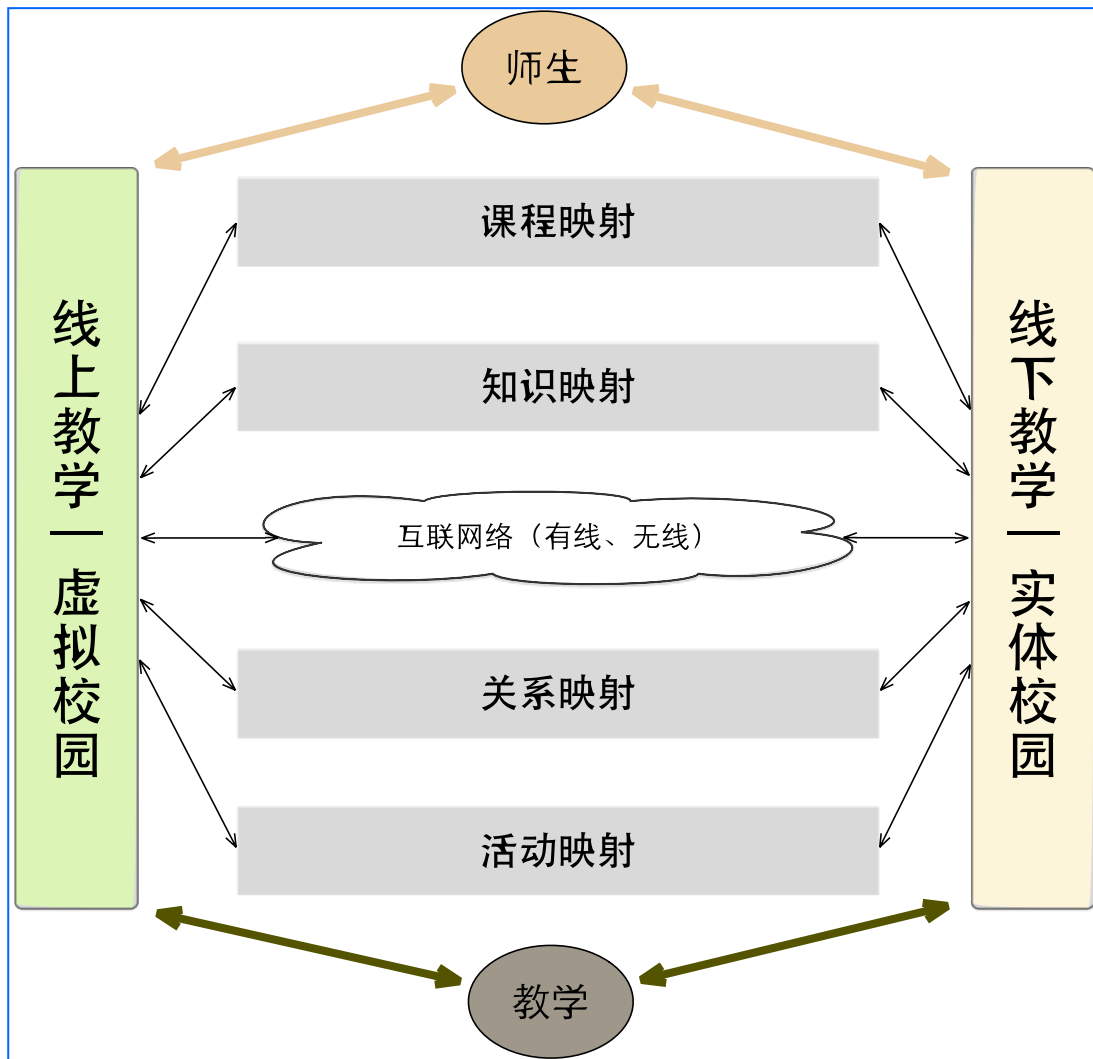 师生
线上教学—虚拟校园
课程映射
知识映射
互联网络（有线、无线）
关系映射
活动映射
线下教学—实体校园
教学